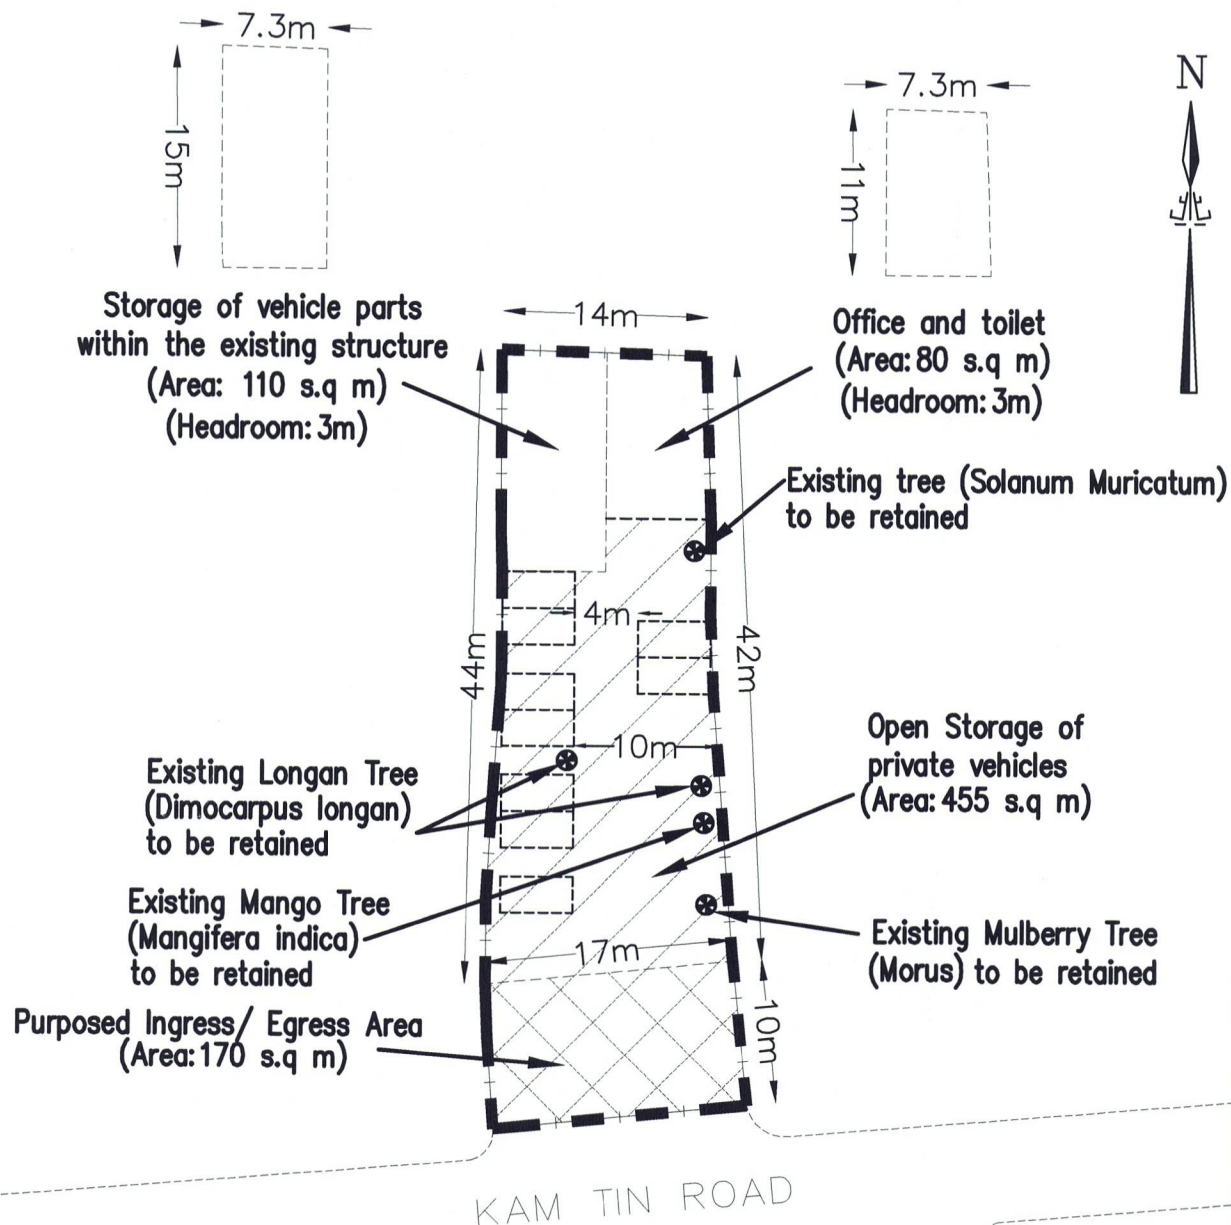 7.3m
15m
7.3m
11m
N
Storage of vehicle parts
within the existing structure
(Area: 110 s.q m)
(Headroom: 3m)
14m
Office and toilet
(Area: 80 s.q m)
(Headroom: 3m)
Existing tree (Solanum Muricatum)
to be retained
4m
44m
42m
10m
Open Storage of
private vehicles
(Area: 455 s.q m)
Existing Longan Tree
(Dimocarpus longan)
to be retained
Existing Mango Tree
(Mangifera indica)
to be retained
17m
Existing Mulberry Tree
(Morus) to be retained
Purposed Ingress/ Egress Area
(Area: 170 s.q m)
10m
KAM TIN ROAD